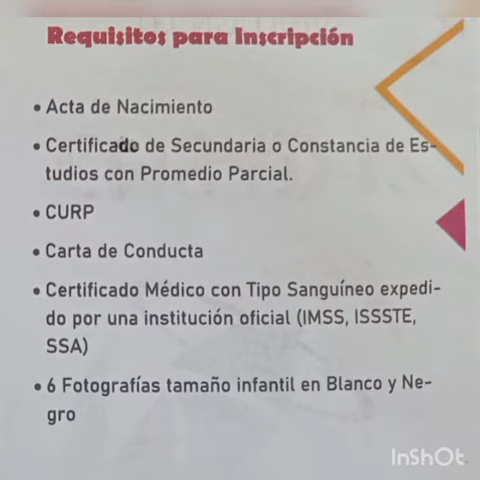 Requisitos para Inscripción
• Acta de Nacimiento
• Certificado de Secundaria o Constancia de Es-
tudios con Promedio Parcial.
• CURP
• Carta de Conducta
• Certificado Médico con Tipo Sanguíneo expedi-
do por una institución oficial (IMSS, ISSSTE,
SSA)
• 6 Fotografías tamaño infantil en Blanco y Ne-
gro
InShOt